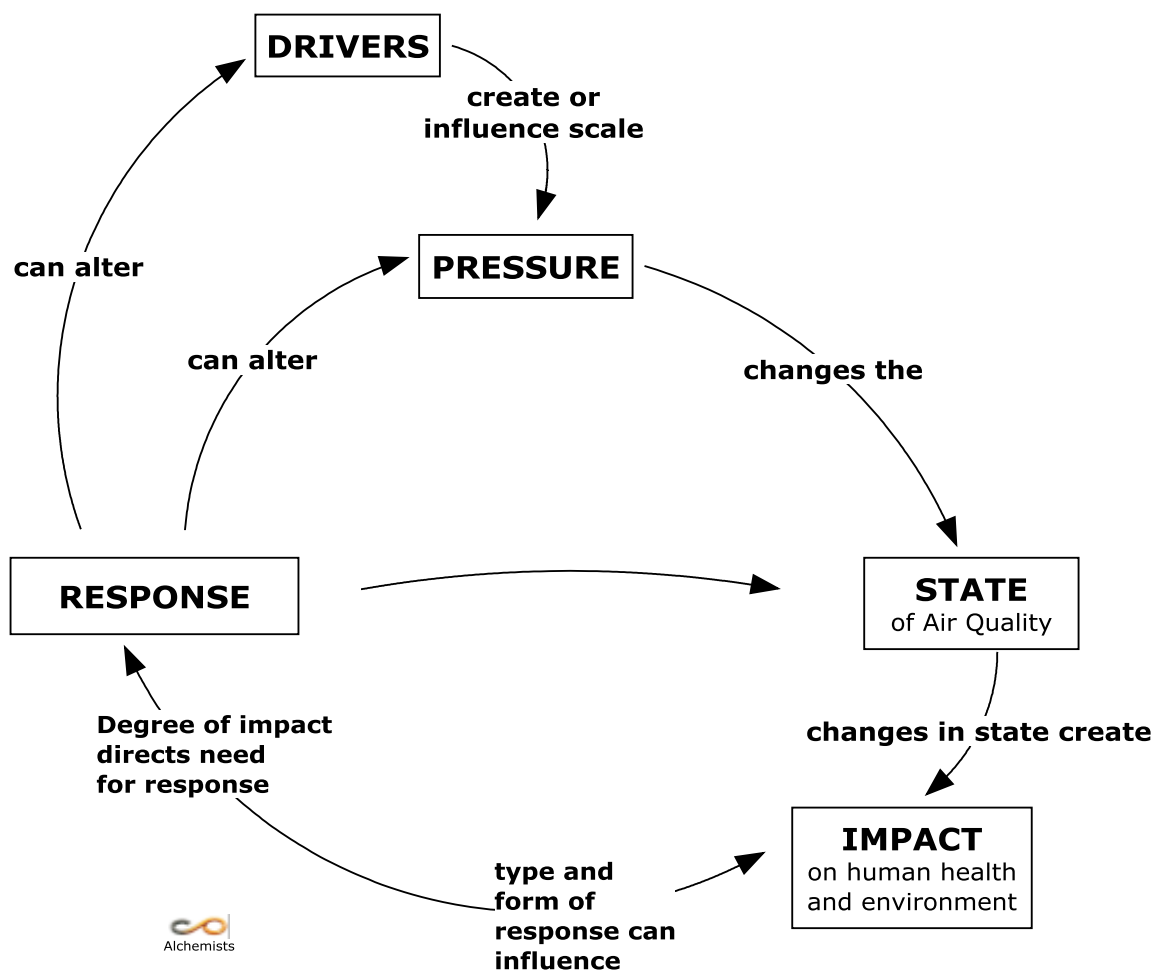 DRIVERS
create or
influence scale
can alter
PRESSURE
can alter
changes the
RESPONSE
STATE
of Air Quality
Degree of impact
directs need
for response
changes in state create
IMPACT
on human health
and environment
type and
form of
response can
influence
Alchemists